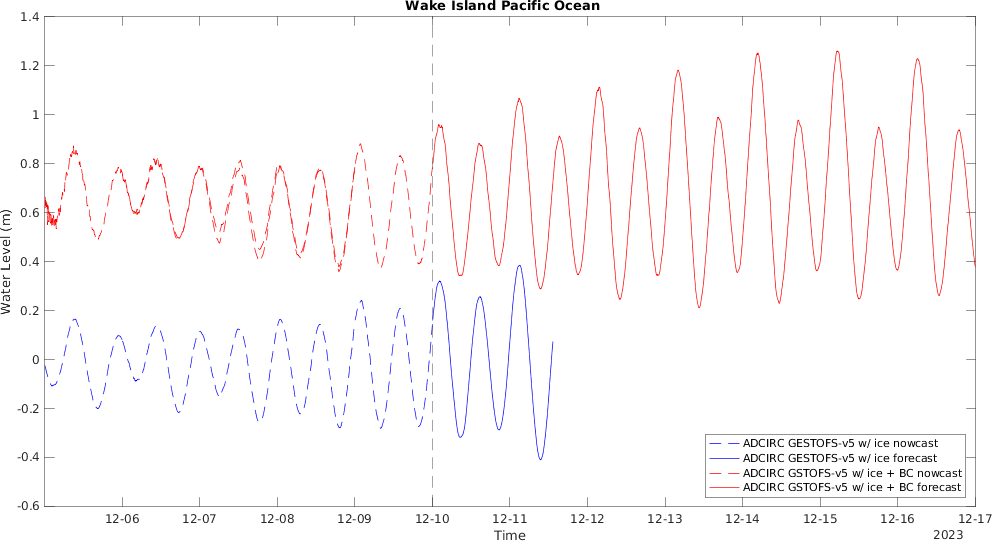 Wake Island Pacific Ocean
1.4
1.2
1
0.8
0.6
0.4
0.2
0
-0.2
-0.4
-0.6
Water Level (m)
12-06 12-07 12-08 12-09 12-10 12-11 12-12 12-13 12-14 12-15 12-16 12-17
Time
2023
ADCIRC GESTOFS-v5 w/ ice nowcast
ADCIRC GESTOFS-v5 w/ ice forecast
ADCIRC GSTOFS-v5 w/ ice + BC nowcast
ADCIRC GSTOFS-v5 w/ ice + BC forecast